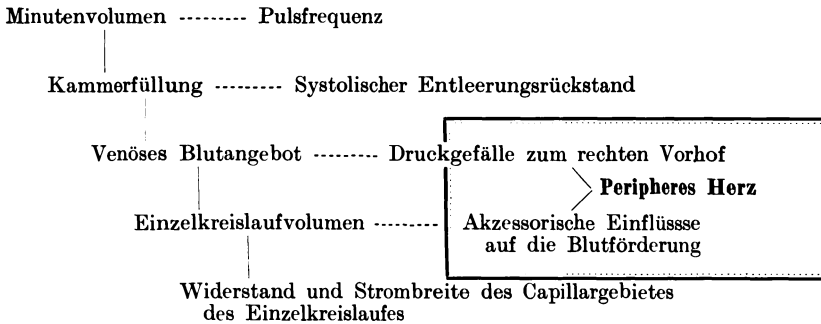 Minutenvolumen --------- Pulsfrequenz
Kammerfüllung --------- Systolischer Entleerungsrückstand
Venöses Blutangebot --------- Druckgefälle zum rechten Vorhof
Peripheres Herz
Einzelkreislaufvolumen --------- Akzessorische Einflüssse
auf die Blutförderung
Widerstand und Strombreite des Capillargebietes
des Einzelkreislaufes